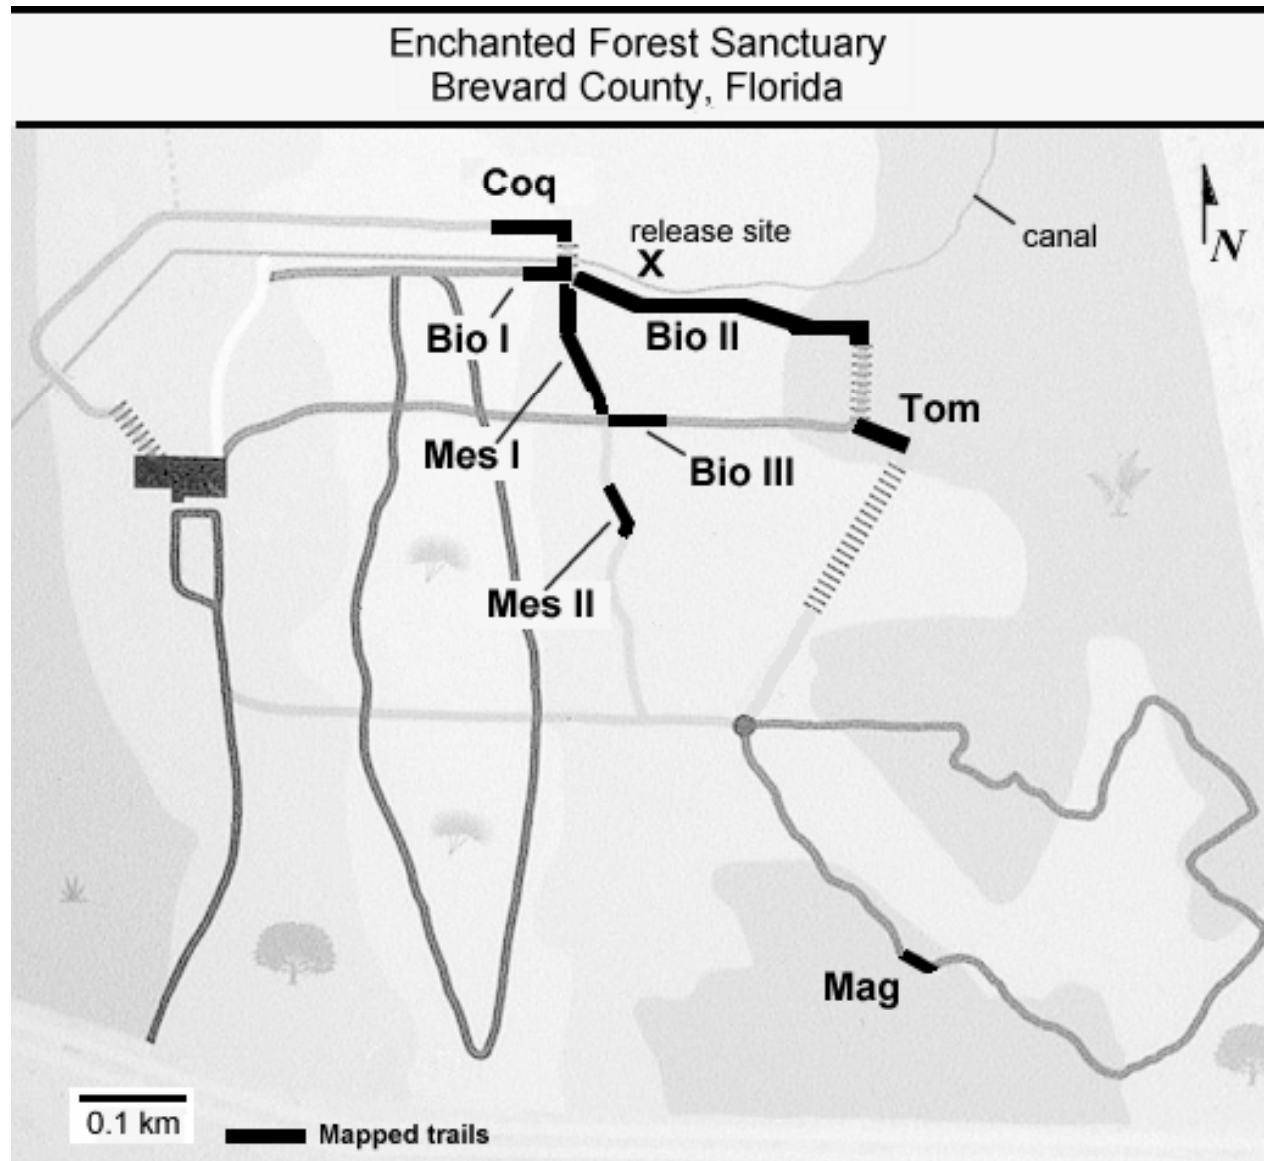 Enchanted Forest Sanctuary
Brevard County, Florida
Coq
release site
X
canal
N
Bio I
Bio II
Tom
Mes I
Bio III
Mes II
Mag
0.1 km
Mapped trails